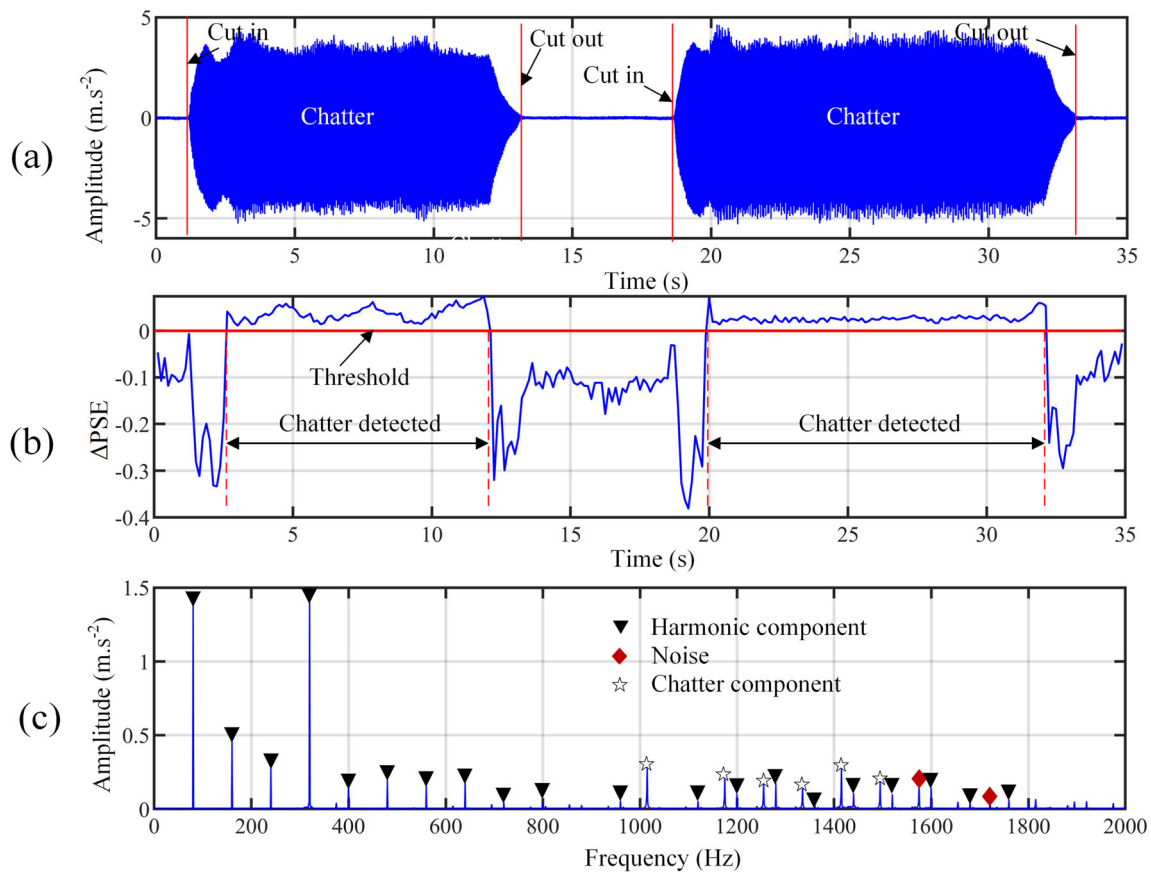 (a)
Amplitude (m.s-2)
5
0
-5
Cut in
Chatter
Cut out
Cut in
Chatter
Cut out
0 5 10 15 20 25 30 35
Time (s)
(b)
ΔPSE
0
-0.1
-0.2
-0.3
-0.4
Threshold
Chatter detected
Chatter detected
0 5 10 15 20 25 30 35
Time (s)
(c)
Amplitude (m.s-2)
1.5
1
0.5
0
Harmonic component
Noise
Chatter component
0 200 400 600 800 1000 1200 1400 1600 1800 2000
Frequency (Hz)